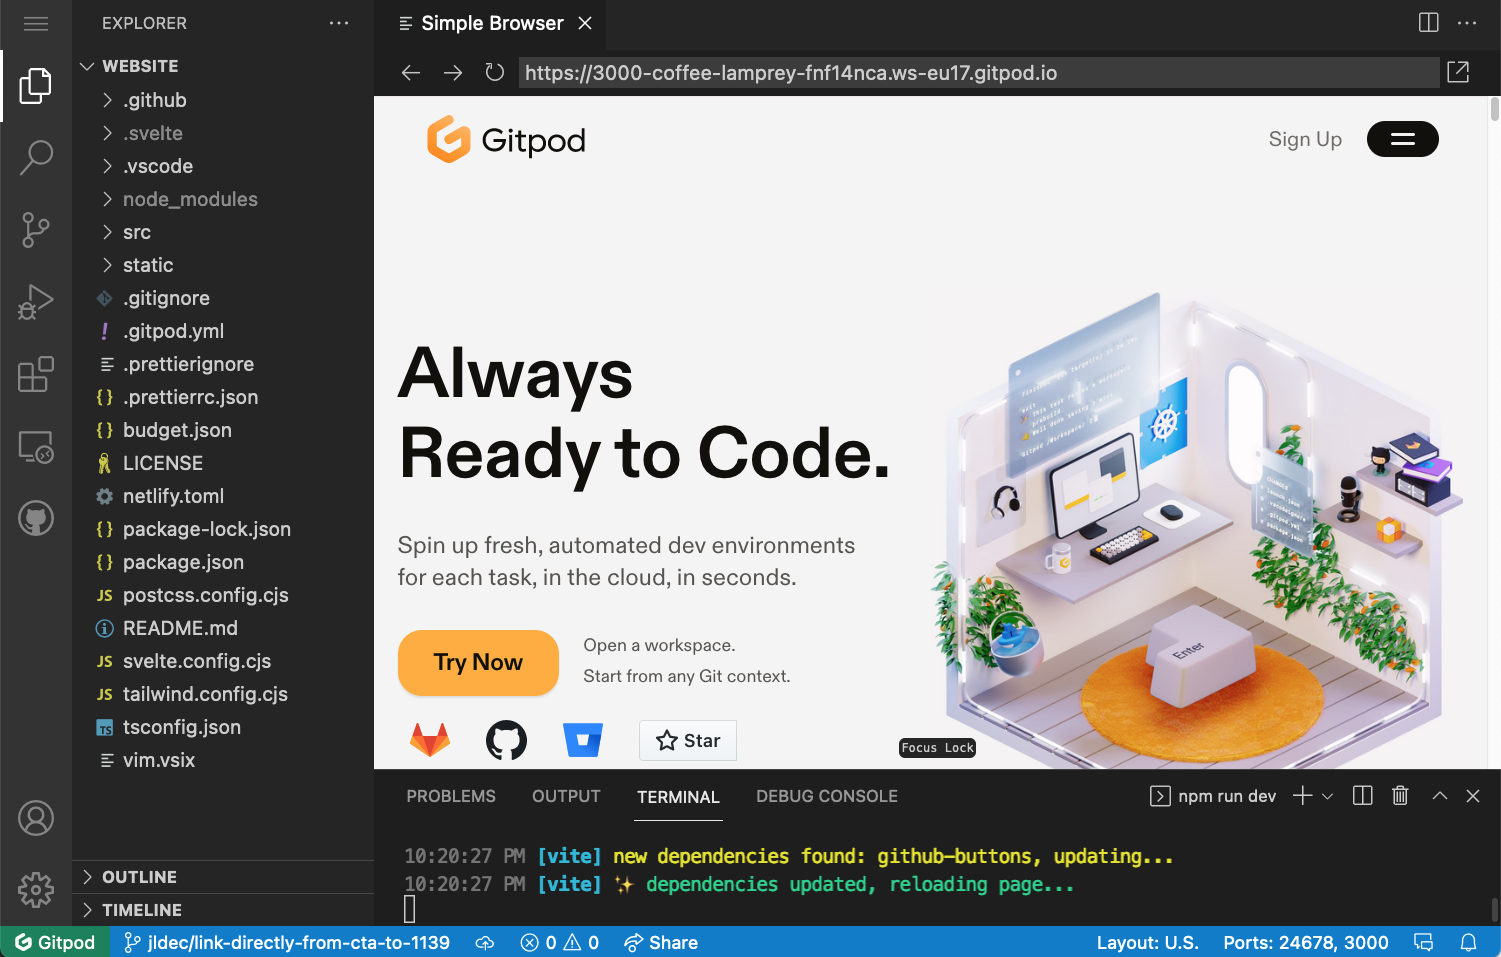 EXPLORER
Simple Browser
https://3000-coffee-lamprey-fnf14nca.ws-eu17.gitpod.io
WEBSITE
.github
.svelte
.vscode
node_modules
src
static
.gitignore
.gitpod.yml
.prettierignore
.prettierrc.json
budget.json
LICENSE
netlify.toml
package-lock.json
package.json
postcss.config.cjs
README.md
svelte.config.cjs
tailwind.config.cjs
tsconfig.json
vim.vsix
OUTLINE
TIMELINE
Gitpod
Sign Up
Always
Ready to Code.
Spin up fresh, automated dev environments
for each task, in the cloud, in seconds.
Try Now
Open a workspace.
Start from any Git context.
Star
Enter
Focus Lock
PROBLEMS OUTPUT TERMINAL DEBUG CONSOLE
npm run dev
10:20:27 PM [vite] new dependencies found: github-buttons, updating...
10:20:27 PM [vite] ✨ dependencies updated, reloading page...
Gitpod jldec/link-directly-from-cta-to-1139 0 0 Share Layout: U.S. Ports: 24678, 3000